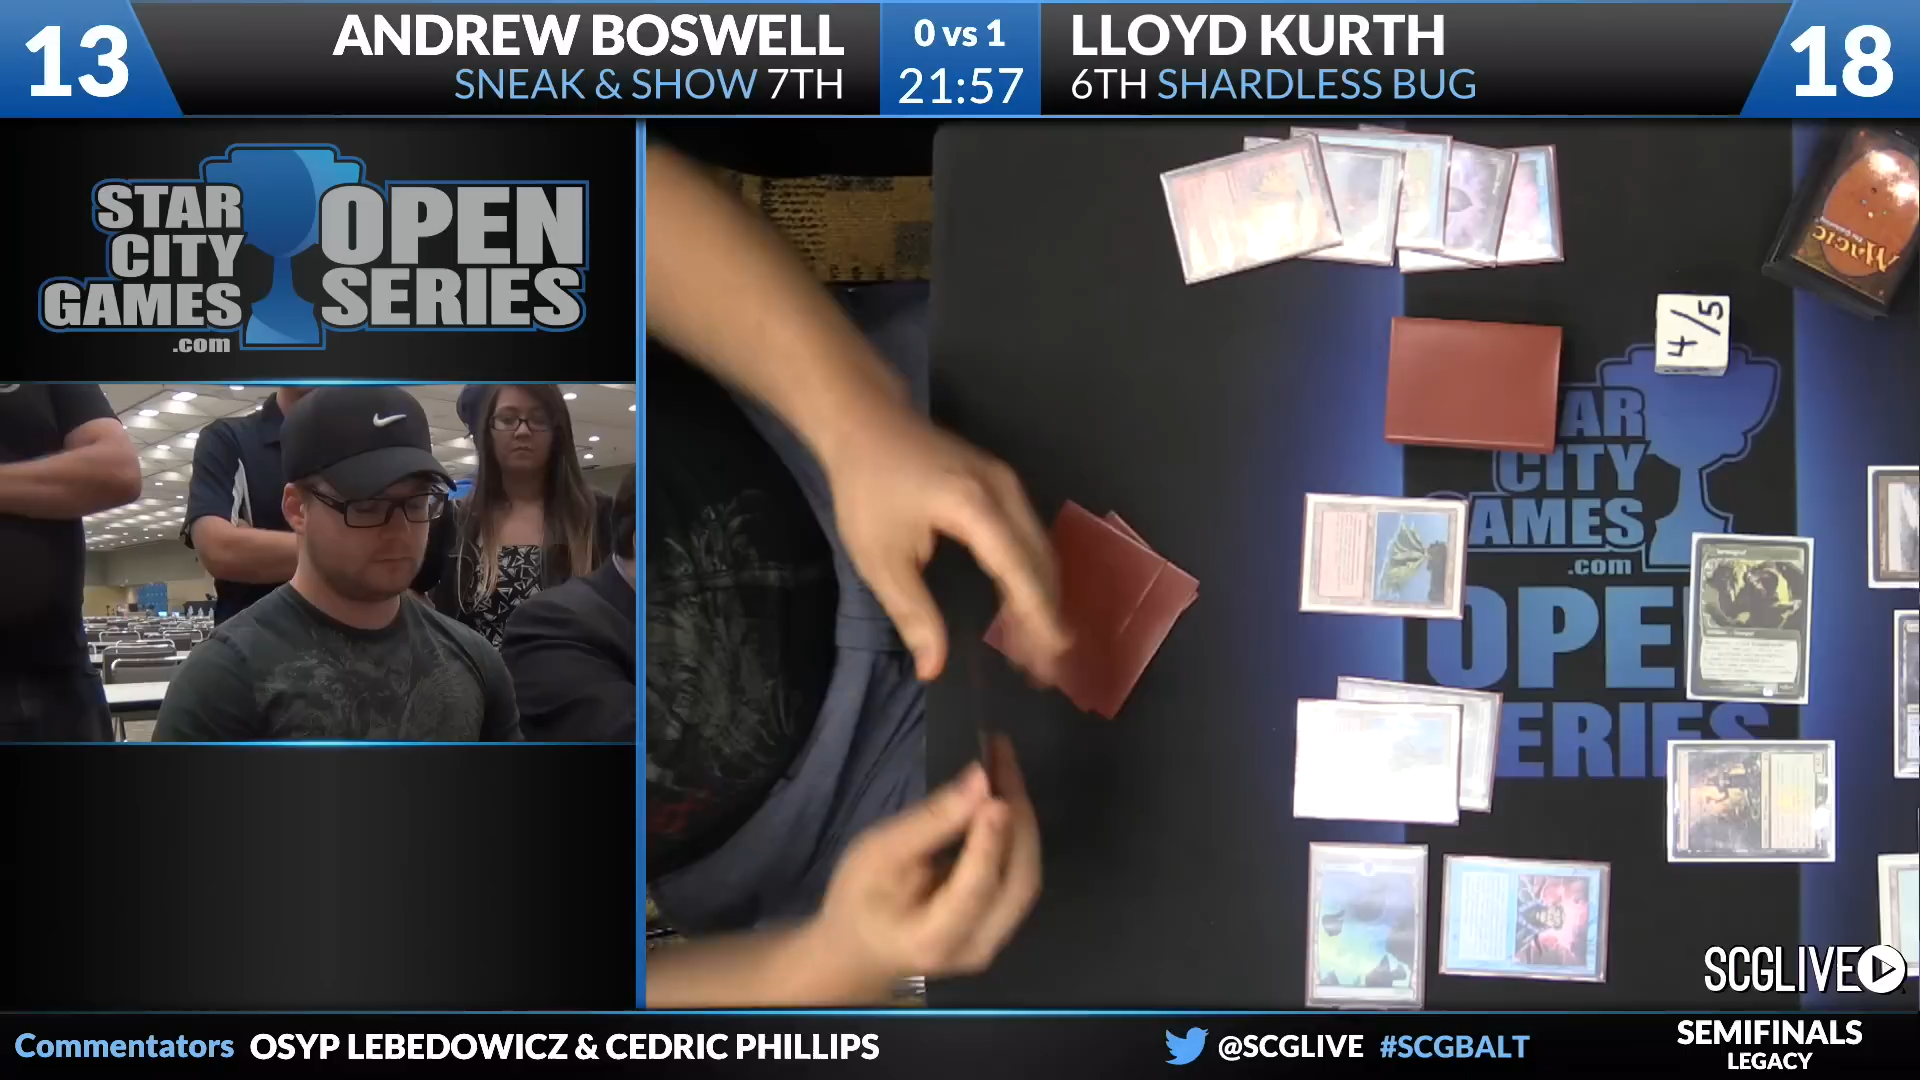 13
ANDREW BOSWELL
SNEAK & SHOW 7TH
0 vs 1
21:57
LLOYD KURTH
6TH SHARDLESS BUG
18
STAR
CITY
GAMES
.com
OPEN
SERIES
MAGIC
4/5
AR
CITY
AMES
.com
OPE
SERIES
SCGLIVE
Commentators OSYP LEBEDOWICZ & CEDRIC PHILLIPS
@SCGLIVE #SCGBALT
SEMIFINALS
LEGACY